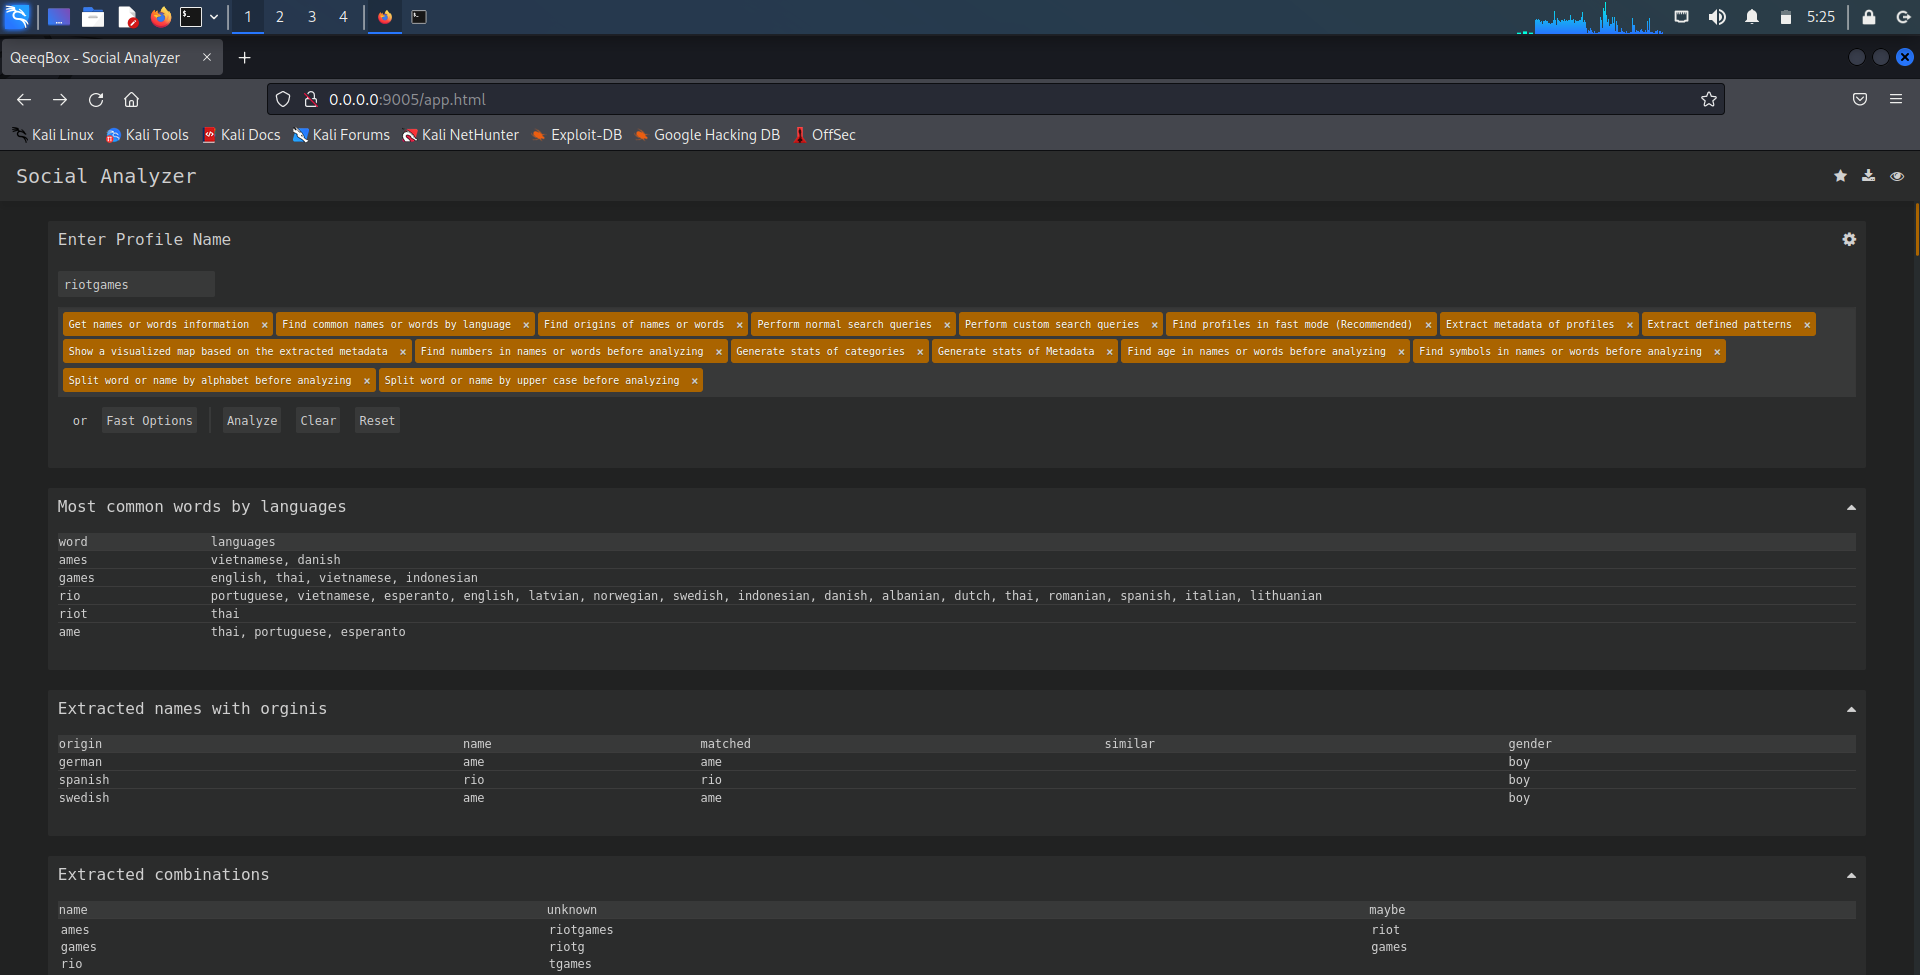 1 2 3 4 5:25
QeeqBox - Social Analyzer × +
0.0.0.0:9005/app.html
Kali Linux Kali Tools Kali Docs Kali Forums Kali NetHunter Exploit-DB Google Hacking DB OffSec
Social Analyzer
Enter Profile Name
riotgames
Get names or words information × Find common names or words by language × Find origins of names or words × Perform normal search queries × Perform custom search queries × Find profiles in fast mode (Recommended) × Extract metadata of profiles × Extract defined patterns ×
Show a visualized map based on the extracted metadata × Find numbers in names or words before analyzing × Generate stats of categories × Generate stats of Metadata × Find age in names or words before analyzing × Find symbols in names or words before analyzing ×
Split word or name by alphabet before analyzing × Split word or name by upper case before analyzing ×
or Fast Options Analyze Clear Reset
Most common words by languages
word languages
ames vietnamese, danish
games english, thai, vietnamese, indonesian
rio portuguese, vietnamese, esperanto, english, latvian, norwegian, swedish, indonesian, danish, albanian, dutch, thai, romanian, spanish, italian, lithuanian
riot thai
ame thai, portuguese, esperanto
Extracted names with orginis
origin name matched similar gender
german ame ame boy
spanish rio rio boy
swedish ame ame boy
Extracted combinations
name unknown maybe
ames riotgames riot
games riotg games
rio tgames